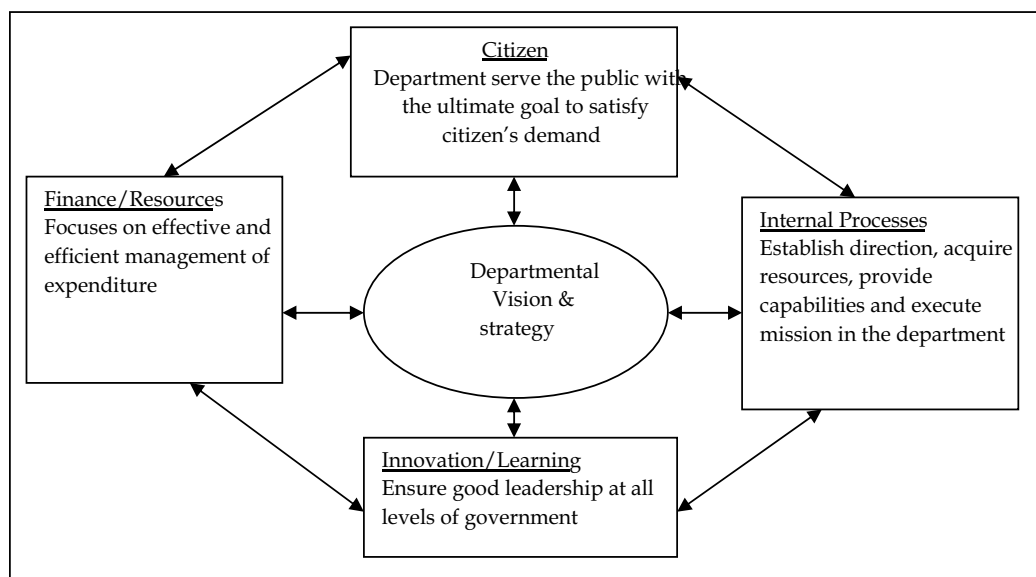 Citizen
Department serve the public with
the ultimate goal to satisfy
citizen’s demand
Finance/Resources
Focuses on effective and
efficient management of
expenditure
Internal Processes
Establish direction, acquire
resources, provide
capabilities and execute
mission in the department
Departmental
Vision &
strategy
Innovation/Learning
Ensure good leadership at all
levels of government